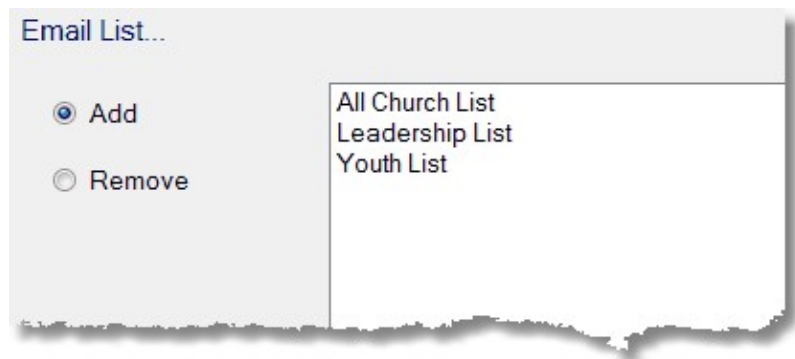 Email List...
Add
Remove
All Church List
Leadership List
Youth List